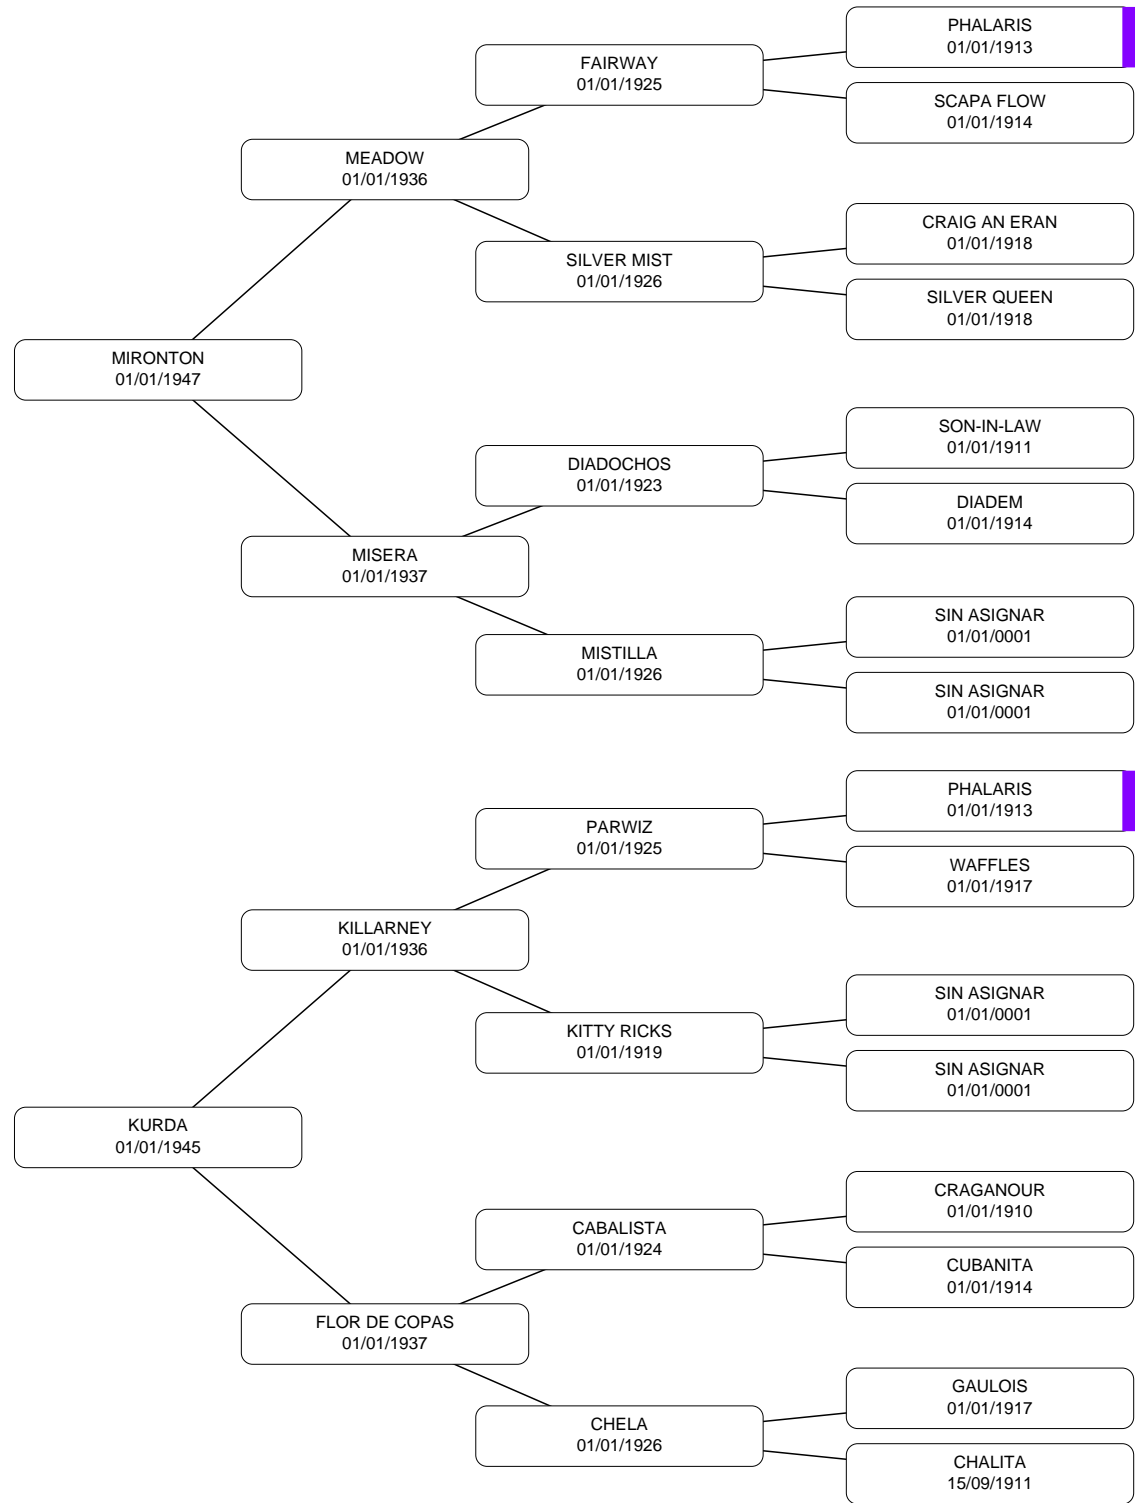 PHALARIS
01/01/1913
FAIRWAY
01/01/1925
SCAPA FLOW
01/01/1914
MEADOW
01/01/1936
CRAIG AN ERAN
01/01/1918
SILVER MIST
01/01/1926
SILVER QUEEN
01/01/1918
MIRONTON
01/01/1947
SON-IN-LAW
01/01/1911
DIADOCHOS
01/01/1923
DIADEM
01/01/1914
MISERA
01/01/1937
SIN ASIGNAR
01/01/0001
MISTILLA
01/01/1926
SIN ASIGNAR
01/01/0001
PHALARIS
01/01/1913
PARWIZ
01/01/1925
WAFFLES
01/01/1917
KILLARNEY
01/01/1936
SIN ASIGNAR
01/01/0001
KITTY RICKS
01/01/1919
SIN ASIGNAR
01/01/0001
KURDA
01/01/1945
CRAGANOUR
01/01/1910
CABALISTA
01/01/1924
CUBANITA
01/01/1914
FLOR DE COPAS
01/01/1937
GAULOIS
01/01/1917
CHELA
01/01/1926
CHALITA
15/09/1911